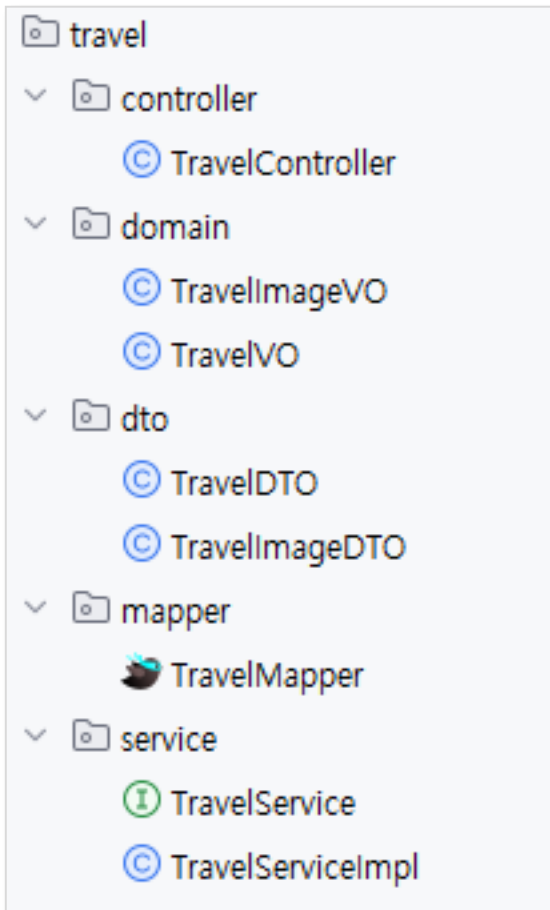 travel
controller
TravelController
domain
TravelImageVO
TravelVO
dto
TravelDTO
TravelImageDTO
mapper
TravelMapper
service
TravelService
TravelServiceImpl